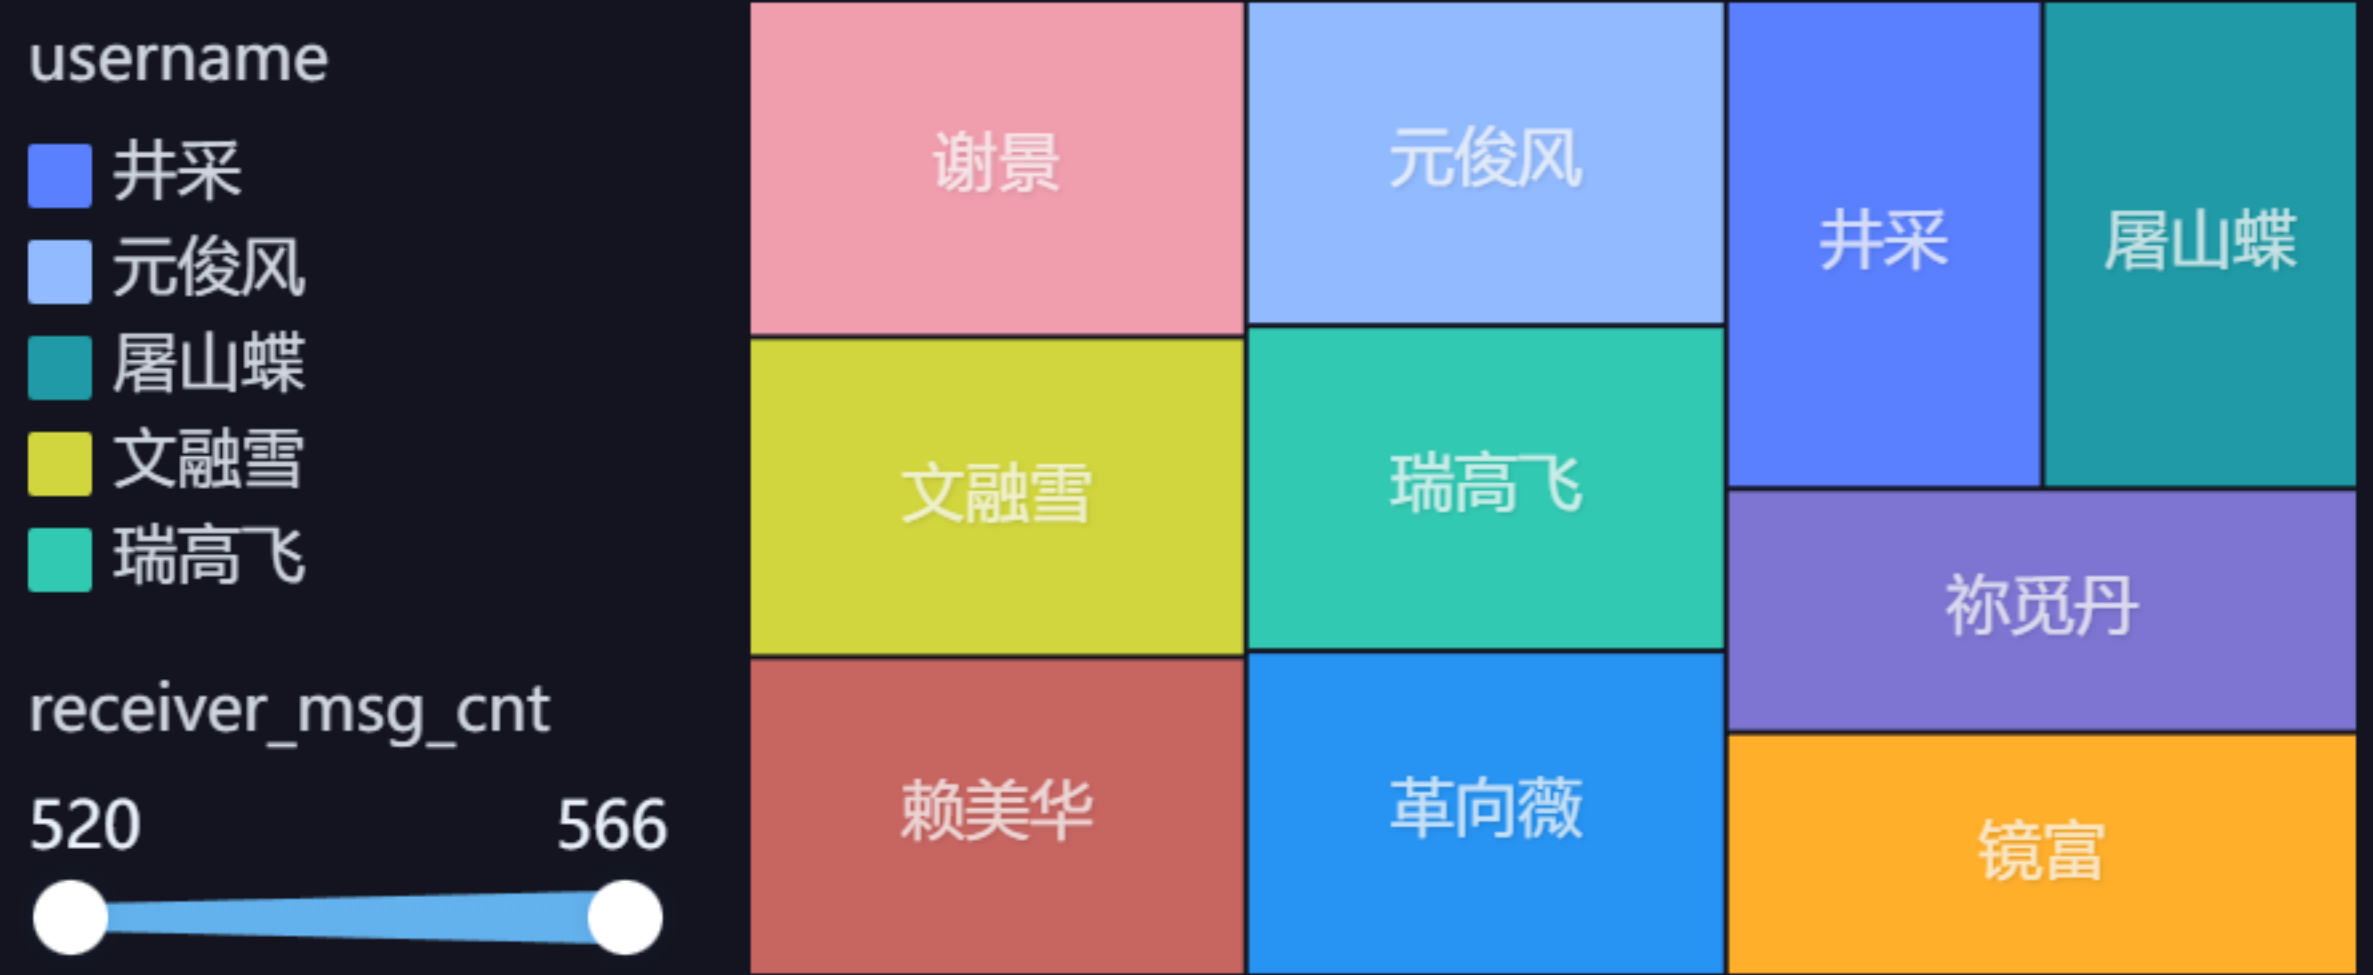 username
井采
元俊风
屠山蝶
文融雪
瑞高飞
receiver_msg_cnt
520 566
谢景
元俊风
井采
屠山蝶
文融雪
瑞高飞
祢觅丹
赖美华
革向薇
镜富